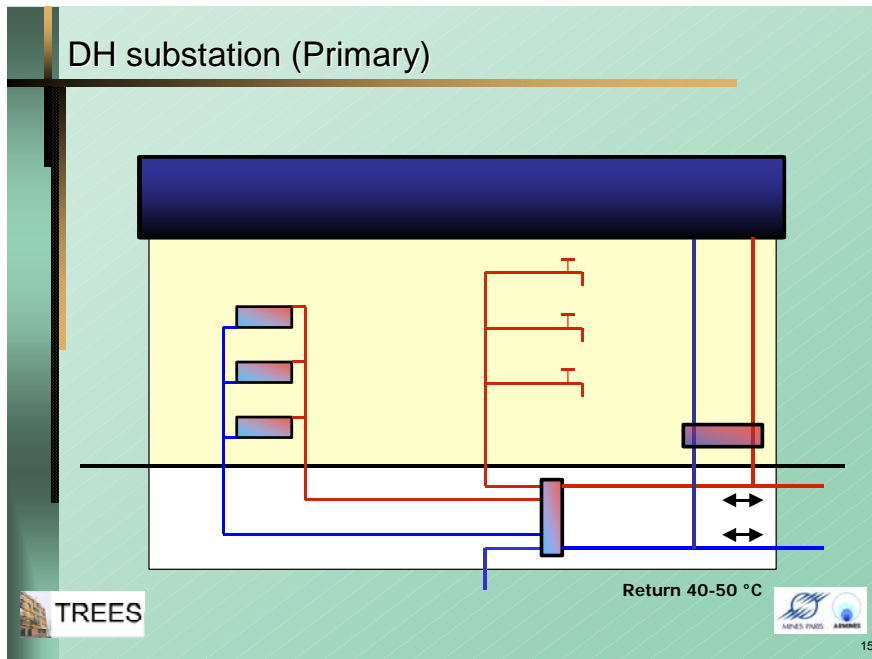 DH substation (Primary)
Return 40-50 °C
TREES
MINES PARIS
ARMINES
15